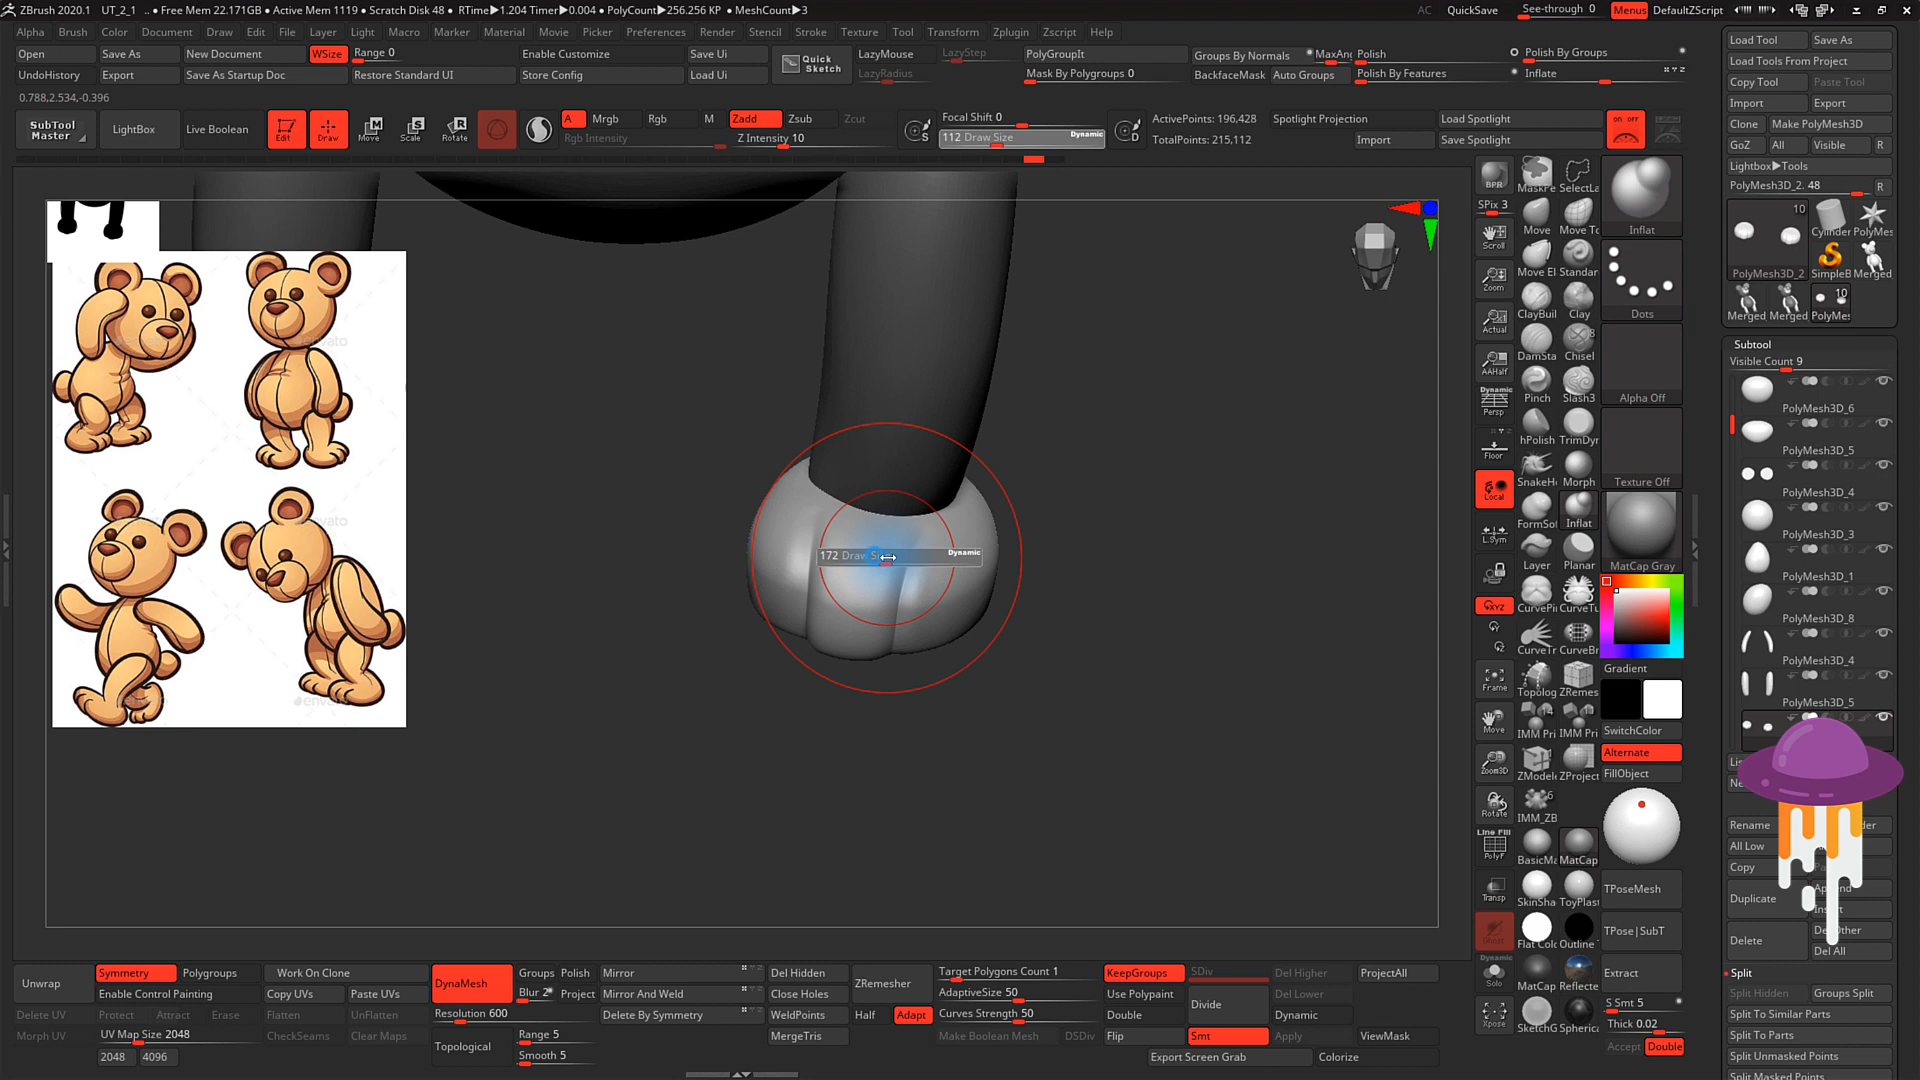 ZBrush 2020.1 UT_2_1 .. • Free Mem 22.171GB • Active Mem 1119 • Scratch Disk 48 • RTime▶1.204 Timer▶0.004 • PolyCount▶256.256 KP • MeshCount▶3
AC QuickSave See-through 0 Menus DefaultZScript
Alpha Brush Color Document Draw Edit File Layer Light Macro Marker Material Movie Picker Preferences Render Stencil Stroke Texture Tool Transform Zplugin Zscript Help
Open Save As New Document WSize Range 0 Enable Customize Save Ui Quick Sketch LazyMouse LazyStep PolyGroupIt Groups By Normals MaxAn Polish Polish By Groups
UndoHistory Export Save As Startup Doc Restore Standard UI Store Config Load Ui LazyRadius Mask By Polygroups 0 BackfaceMask Auto Groups Polish By Features Inflate
0.788,2.534,-0.396
SubTool Master LightBox Live Boolean Edit Draw Move Scale Rotate A Mrgb Rgb M Zadd Zsub Zcut Focal Shift 0 ActivePoints: 196,428 Spotlight Projection Load Spotlight on off
Rgb Intensity Z Intensity 10 112 Draw Size Dynamic TotalPoints: 215,112 Import Save Spotlight
172 Draw Si Dynamic
BPR
SPix 3
Scroll
Zoom
Actual
AAHalf
Dynamic
Persp
Floor
Local
L.Sym
Frame
Move
Zoom3D
Rotate
Line Fill
PolyF
Transp
Ghost
Dynamic
Solo
Xpose
MaskPe SelectLa
Move Move To
Move El Standar
ClayBuil Clay
DamSta Chisel
Pinch Slash3
hPolish TrimDyn
SnakeHo Morph
FormSof Inflat
Layer Planar
CurvePin CurveTu
CurveTr CurveBr
Topolog ZRemes
IMM Pri IMM Pri
ZModele ZProjec
IMM_ZB
BasicMa MatCap
SkinSha ToyPlast
Flat Colo Outline
MatCap Reflecte
SketchG Spherica
Inflat
Dots
Alpha Off
Texture Off
MatCap Gray
Gradient
SwitchColor
Alternate
FillObject
TPoseMesh
TPose|SubT
Extract
S Smt 5
Thick 0.02
Accept Double
Load Tool Save As
Load Tools From Project
Copy Tool Paste Tool
Import Export
Clone Make PolyMesh3D
GoZ All Visible R
Lightbox▶Tools
PolyMesh3D_2. 48 R
10 Cylinder PolyMes
PolyMesh3D_2 SimpleB Merged
Merged Merged 10 PolyMes
Subtool
Visible Count 9
PolyMesh3D_6
PolyMesh3D_5
PolyMesh3D_4
PolyMesh3D_3
PolyMesh3D_1
PolyMesh3D_8
PolyMesh3D_4
PolyMesh3D_5
Rename
All Low
Copy
Duplicate Append
Insert
Delete Del Other
Del All
Split
Split Hidden Groups Split
Split To Similar Parts
Split To Parts
Split Unmasked Points
Split Masked Points
Unwrap Symmetry Polygroups Work On Clone DynaMesh Groups Polish Mirror Del Hidden ZRemesher Target Polygons Count 1 KeepGroups SDiv Del Higher ProjectAll
Enable Control Painting Copy UVs Paste UVs Blur 2 Project Mirror And Weld Close Holes AdaptiveSize 50 Use Polypaint Divide Del Lower
Delete UV Protect Attract Erase Flatten UnFlatten Resolution 600 Delete By Symmetry WeldPoints Half Adapt Curves Strength 50 Double Dynamic
Morph UV UV Map Size 2048 CheckSeams Clear Maps Topological Range 5 MergeTris Make Boolean Mesh DSDiv Flip Smt Apply ViewMask
2048 4096 Smooth 5 Export Screen Grab Colorize